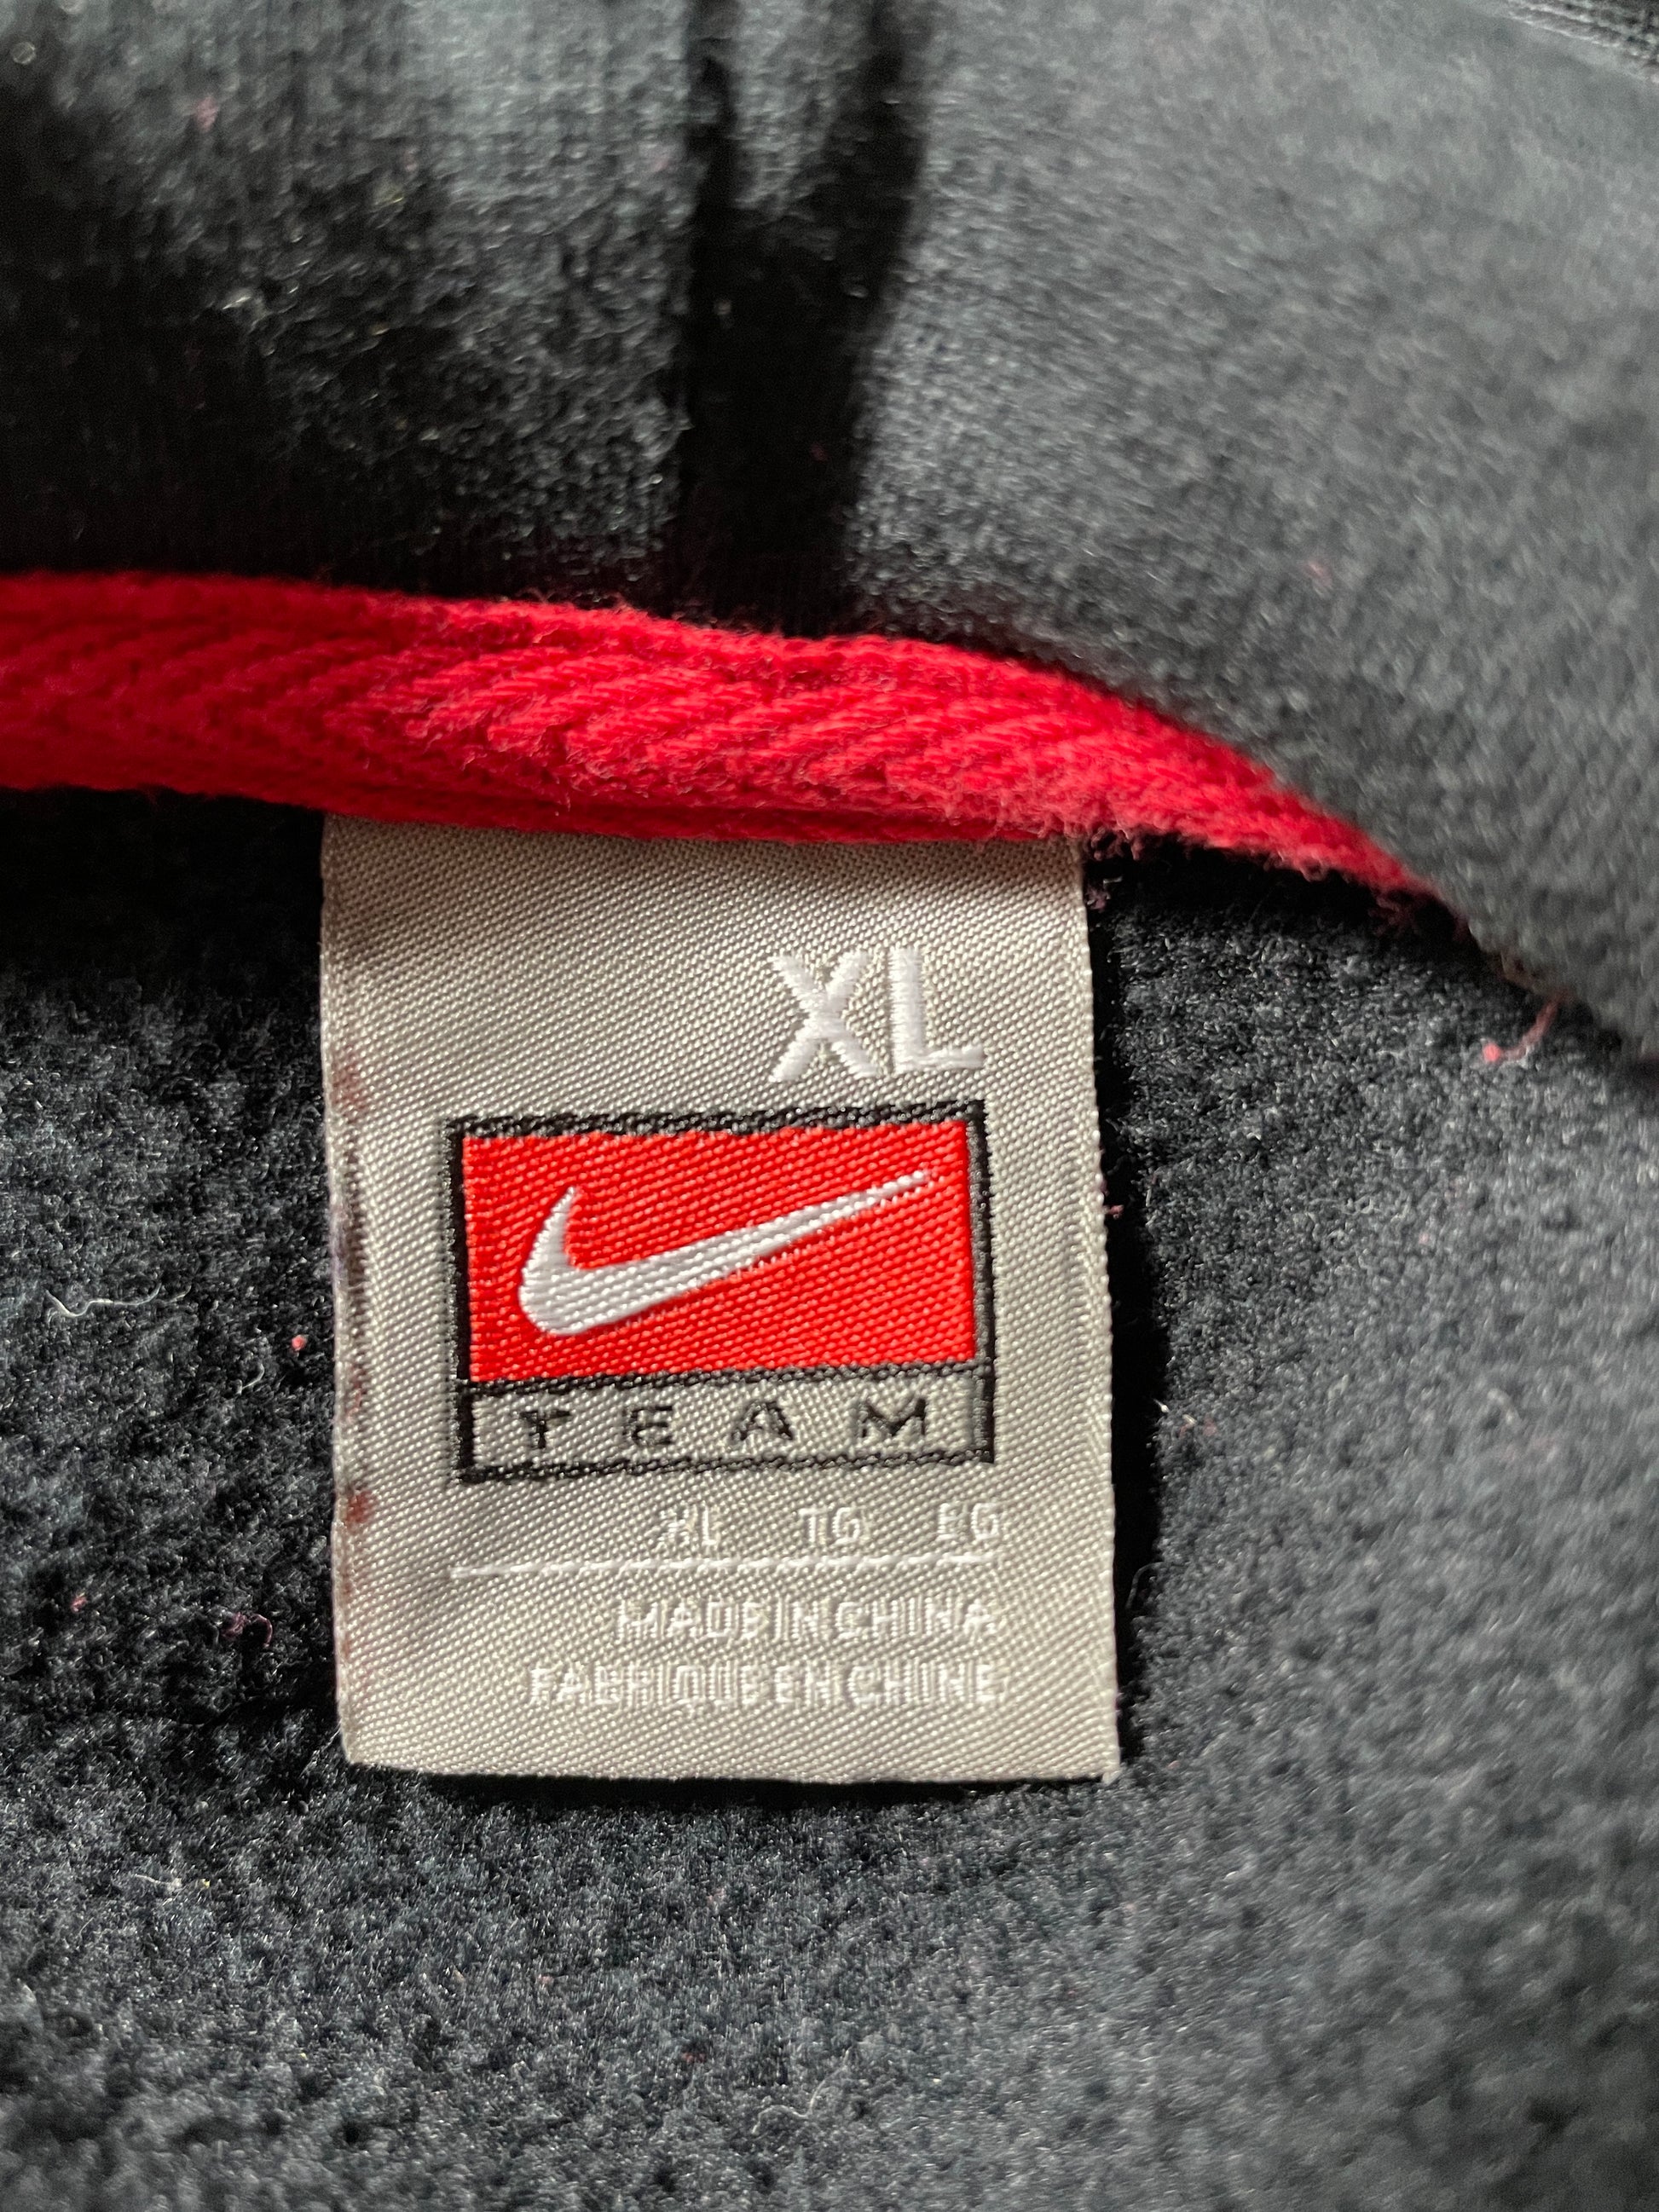 XL
TEAM
XL TG EG
MADE IN CHINA
FABRIQUE EN CHINE